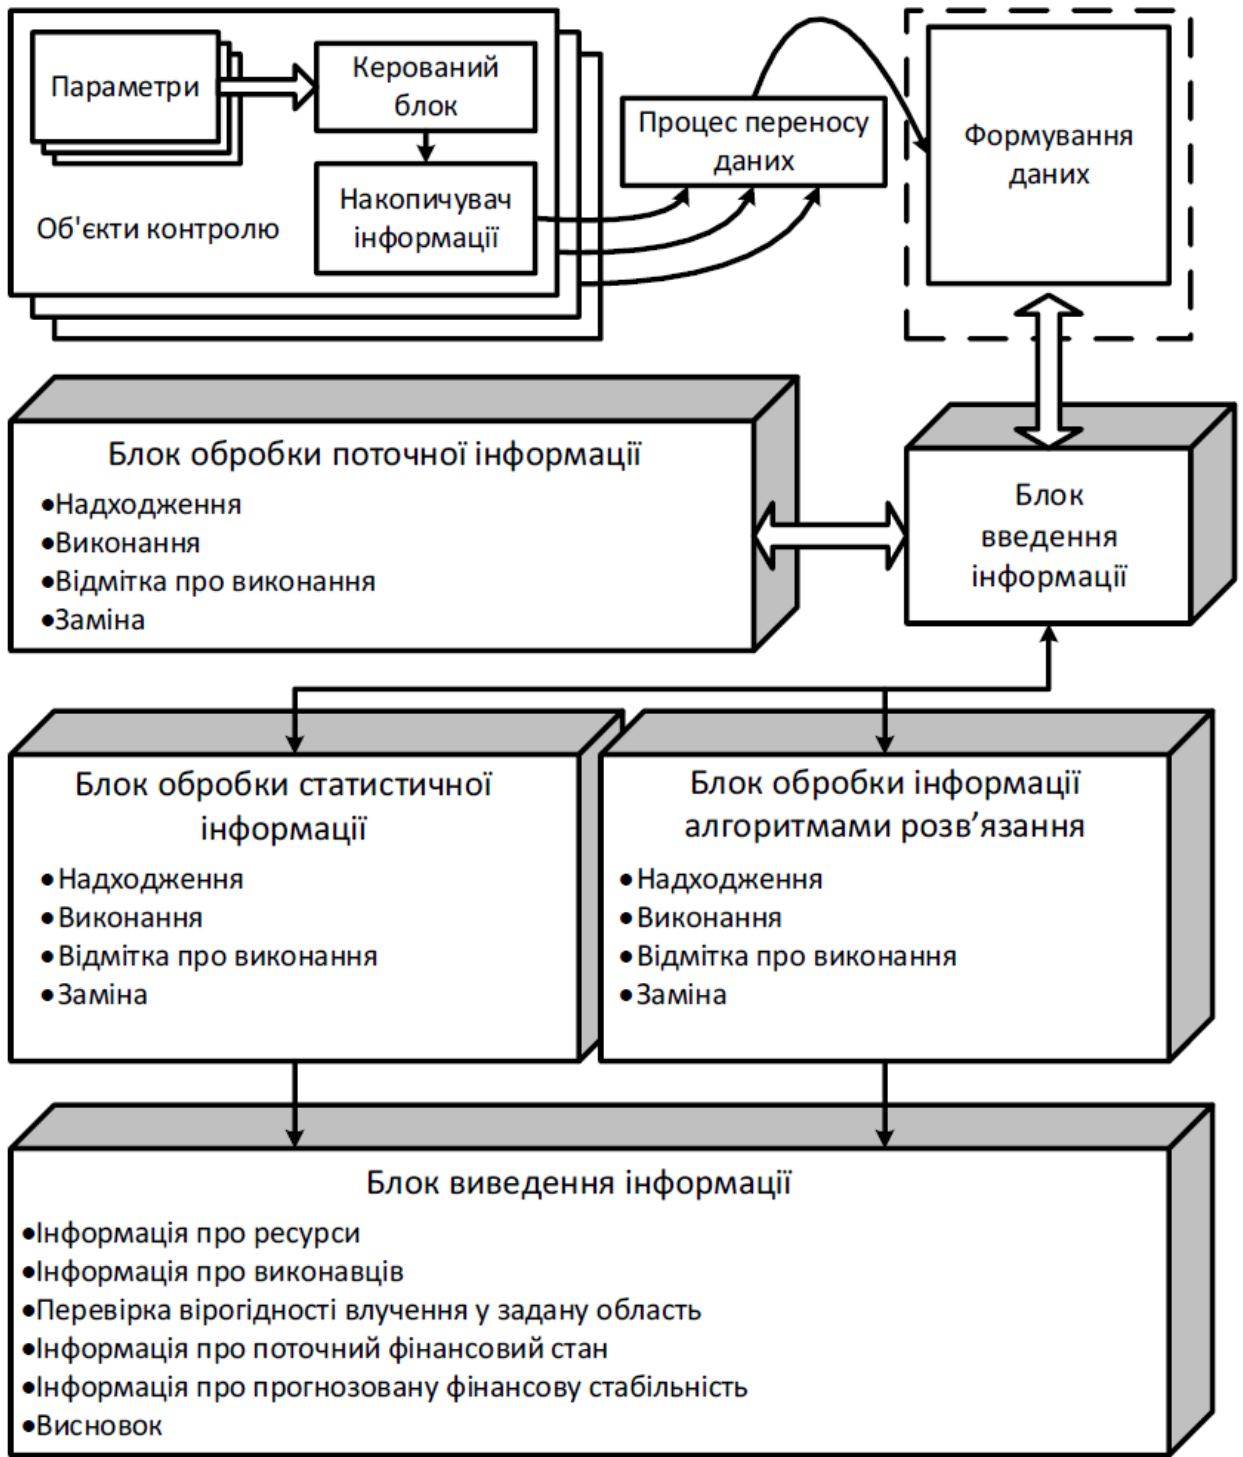 Параметри
Керований
блок
Накопичувач
інформації
Об'єкти контролю
Процес переносу
даних
Формування
даних
Блок обробки поточної інформації
•Надходження
•Виконання
•Відмітка про виконання
•Заміна
Блок
введення
інформації
Блок обробки статистичної
інформації
•Надходження
•Виконання
•Відмітка про виконання
•Заміна
Блок обробки інформації
алгоритмами розв’язання
•Надходження
•Виконання
•Відмітка про виконання
•Заміна
Блок виведення інформації
•Інформація про ресурси
•Інформація про виконавців
•Перевірка вірогідності влучення у задану область
•Інформація про поточний фінансовий стан
•Інформація про прогнозовану фінансову стабільність
•Висновок